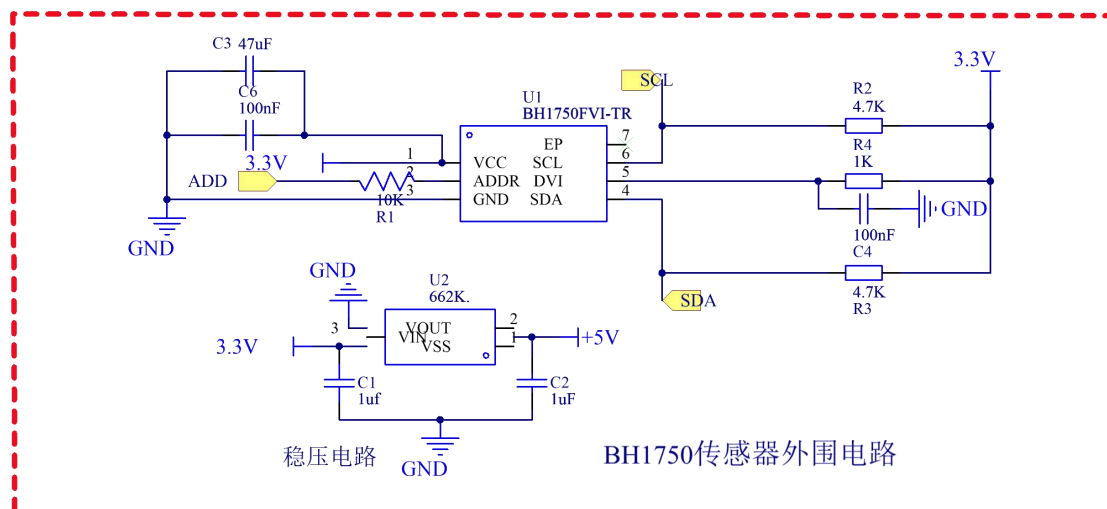 C3 47uF
C6
100nF
3.3V
ADD
10K
R1
GND
U1
BH1750FVI-TR
1
2
3
VCC
ADDR
GND
EP
SCL
DVI
SDA
7
6
5
4
SCL
SDA
3.3V
R2
4.7K
R4
1K
100nF
C4
GND
4.7K
R3
GND
U2
662K.
3
VOUT
VIN
VSS
2
1
+5V
3.3V
C1
1uf
C2
1uF
GND
稳压电路
BH1750传感器外围电路